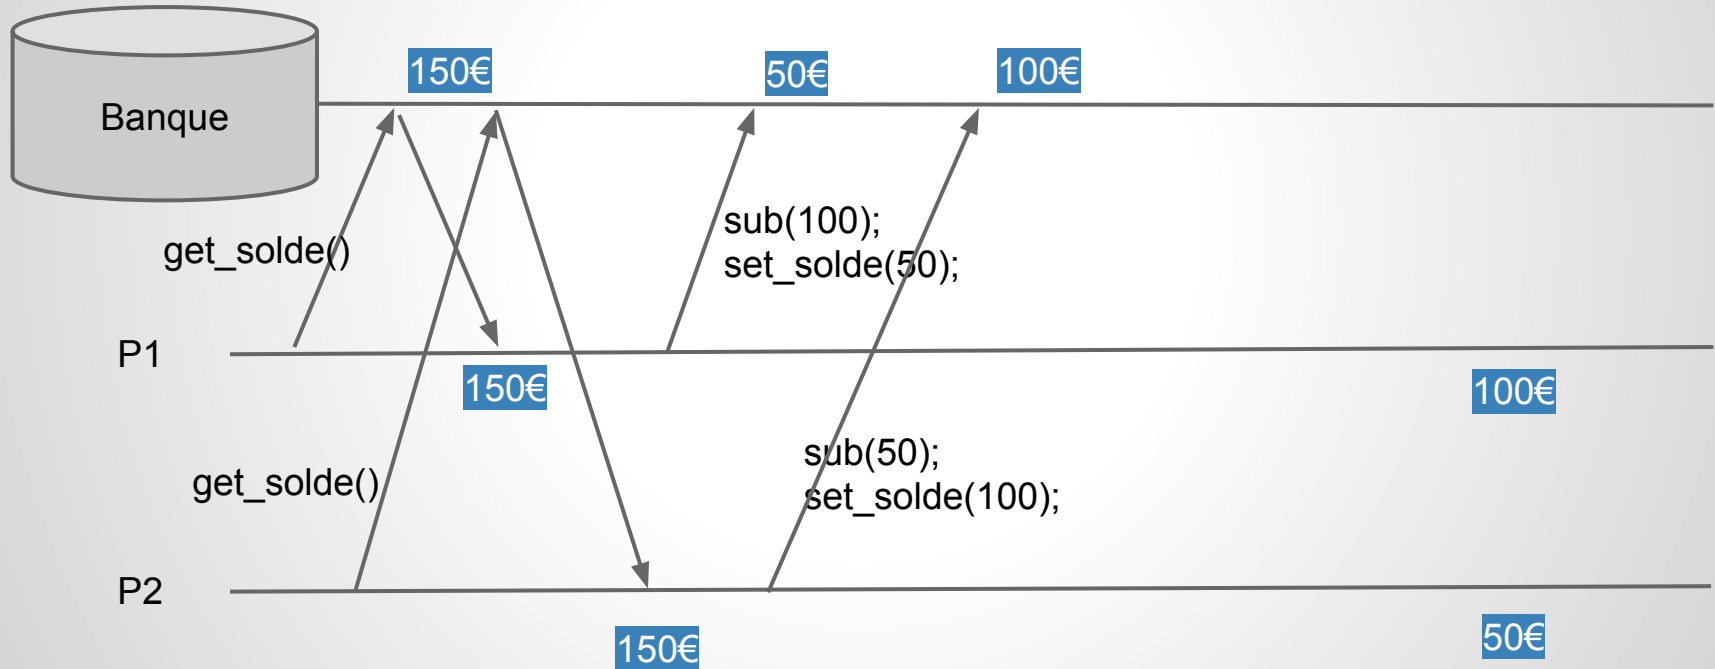 150€
50€
100€
Banque
sub(100);
set_solde(50);
get_solde()
P1
150€
100€
sub(50);
set_solde(100);
get_solde()
P2
150€
50€